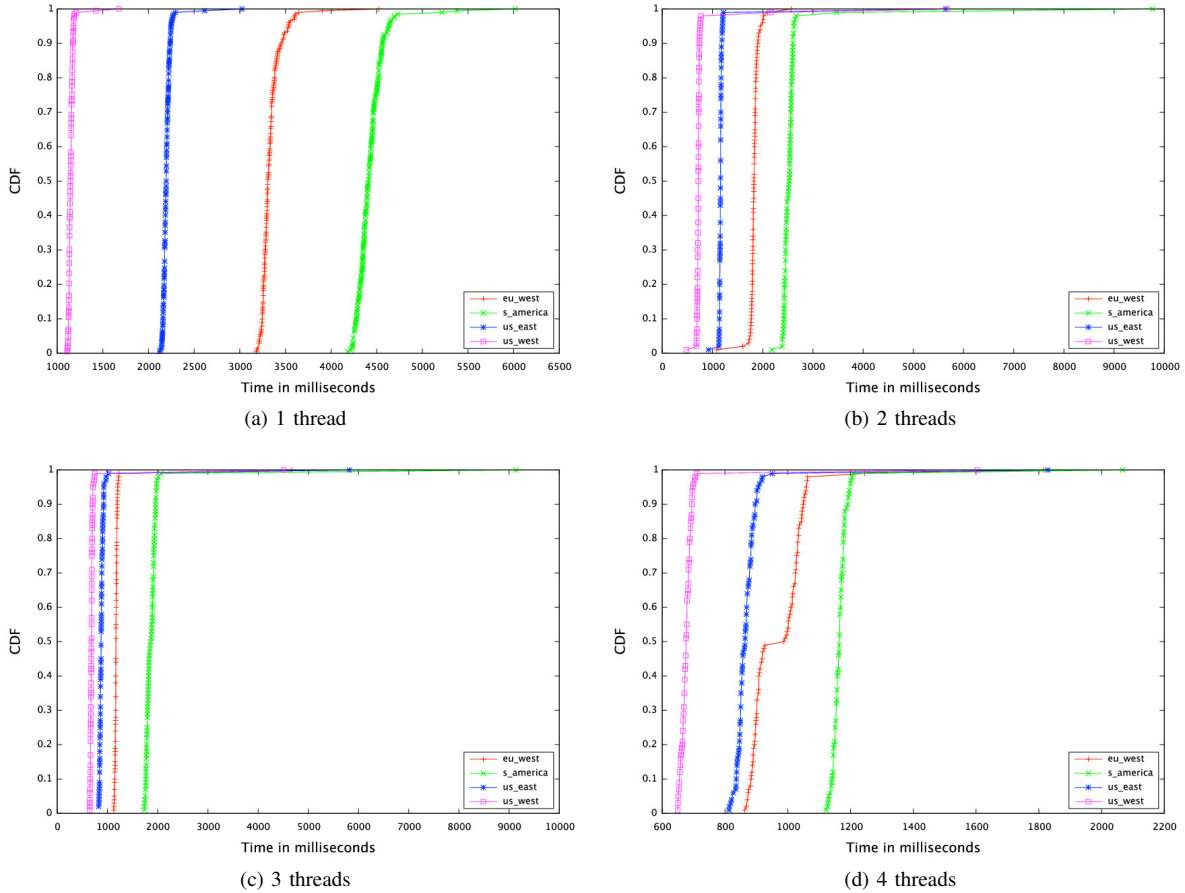 1
0.9
0.8
0.7
0.6
0.5
0.4
0.3
0.2
0.1
0
CDF
1000 1500 2000 2500 3000 3500 4000 4500 5000 5500 6000 6500
Time in milliseconds
eu_west
s_america
us_east
us_west
(a) 1 thread
1
0.9
0.8
0.7
0.6
0.5
0.4
0.3
0.2
0.1
0
CDF
0 1000 2000 3000 4000 5000 6000 7000 8000 9000 10000
Time in milliseconds
eu_west
s_america
us_east
us_west
(b) 2 threads
1
0.9
0.8
0.7
0.6
0.5
0.4
0.3
0.2
0.1
0
CDF
0 1000 2000 3000 4000 5000 6000 7000 8000 9000 10000
Time in milliseconds
eu_west
s_america
us_east
us_west
(c) 3 threads
1
0.9
0.8
0.7
0.6
0.5
0.4
0.3
0.2
0.1
0
CDF
600 800 1000 1200 1400 1600 1800 2000 2200
Time in milliseconds
eu_west
s_america
us_east
us_west
(d) 4 threads